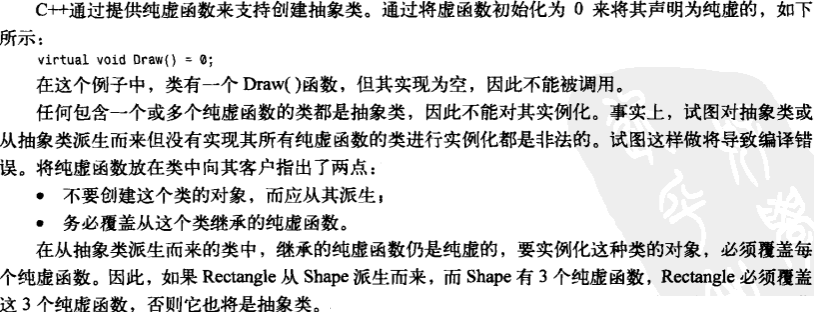 C++通过提供纯虚函数来支持创建抽象类。通过将虚函数初始化为 0 来将其声明为纯虚的，如下
所示：
virtual void Draw() = 0;
在这个例子中，类有一个 Draw( )函数，但其实现为空，因此不能被调用。
任何包含一个或多个纯虚函数的类都是抽象类，因此不能对其实例化。事实上，试图对抽象类或
从抽象类派生而来但没有实现其所有纯虚函数的类进行实例化都是非法的。试图这样做将导致编译错
误。将纯虚函数放在类中向其客户指出了两点：
• 不要创建这个类的对象，而应从其派生；
• 务必覆盖从这个类继承的纯虚函数。
在从抽象类派生而来的类中，继承的纯虚函数仍是纯虚的，要实例化这种类的对象，必须覆盖每
个纯虚函数。因此，如果 Rectangle 从 Shape 派生而来，而 Shape 有 3 个纯虚函数，Rectangle 必须覆盖
这 3 个纯虚函数，否则它也将是抽象类。